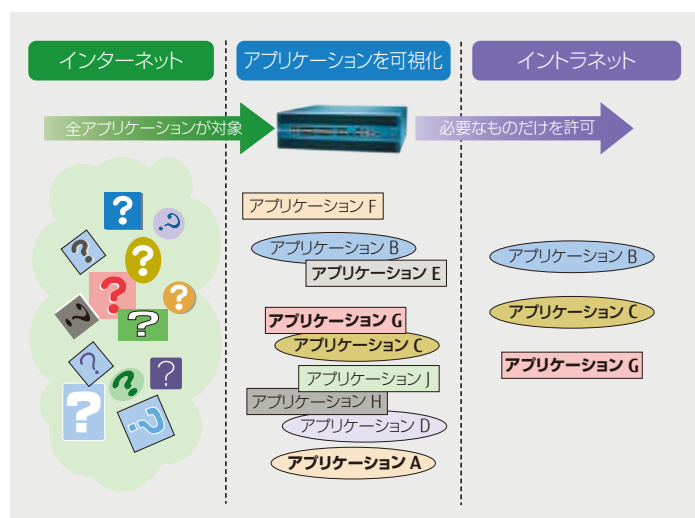 インターネット
アプリケーションを可視化
イントラネット
全アプリケーションが対象
必要なものだけを許可
? ? ? ? ? ? ? ? ? ? ? ?
アプリケーション F
アプリケーション B
アプリケーション E
アプリケーション G
アプリケーション C
アプリケーション J
アプリケーション H
アプリケーション D
アプリケーション A
アプリケーション B
アプリケーション C
アプリケーション G